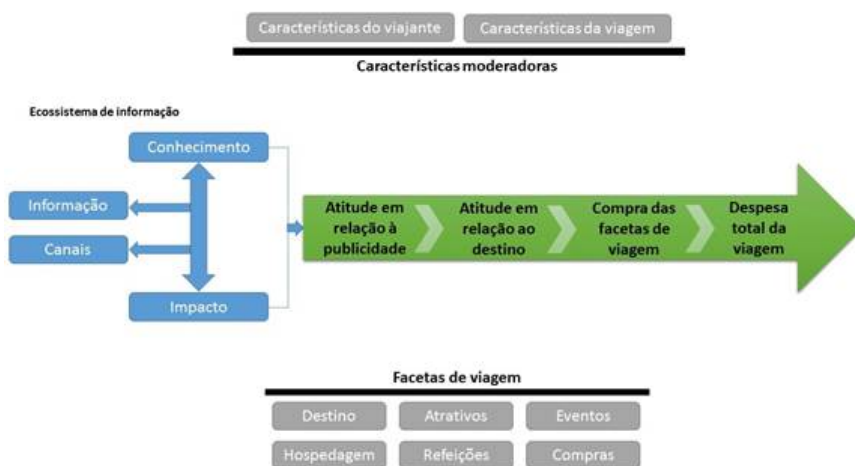 Características do viajante
Características da viagem
Características moderadoras
Ecossistema de informação
Conhecimento
Informação
Canais
Impacto
Atitude em
relação à
publicidade
Atitude em
relação ao
destino
Compra das
facetas de
viagem
Despesa
total da
viagem
Facetas de viagem
Destino
Atrativos
Eventos
Hospedagem
Refeições
Compras